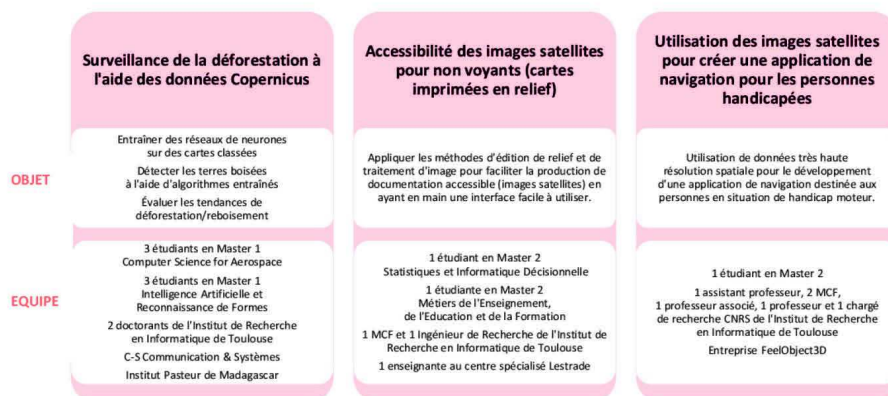 Surveillance de la déforestation à
l'aide des données Copernicus
Accessibilité des images satellites
pour non voyants (cartes
imprimées en relief)
Utilisation des images satellites
pour créer une application de
navigation pour les personnes
handicapées
OBJET
Entraîner des réseaux de neurones
sur des cartes classées
Détecter les terres boisées
à l'aide d'algorithmes entraînés
Évaluer les tendances de
déforestation/reboisement
Appliquer les méthodes d'édition de relief et de
traitement d'image pour faciliter la production de
documentation accessible (images satellites) en
ayant en main une interface facile à utiliser.
Utilisation de données très haute
résolution spatiale pour le développement
d'une application de navigation destinée aux
personnes en situation de handicap moteur.
EQUIPE
3 étudiants en Master 1
Computer Science for Aerospace
3 étudiants en Master 1
Intelligence Artificielle et
Reconnaissance de Formes
2 doctorants de l'Institut de Recherche
en Informatique de Toulouse
C-S Communication & Systèmes
Institut Pasteur de Madagascar
1 étudiant en Master 2
Statistiques et Informatique Décisionnelle
1 étudiante en Master 2
Métiers de l'Enseignement,
de l'Education et de la Formation
1 MCF et 1 Ingénieur de Recherche de l'Institut de
Recherche en Informatique de Toulouse
1 enseignante au centre spécialisé Lestrade
1 étudiant en Master 2
1 assistant professeur, 2 MCF,
1 professeur associé, 1 professeur et 1 chargé
de recherche CNRS de l'Institut de Recherche
en Informatique de Toulouse
Entreprise FeelObject3D